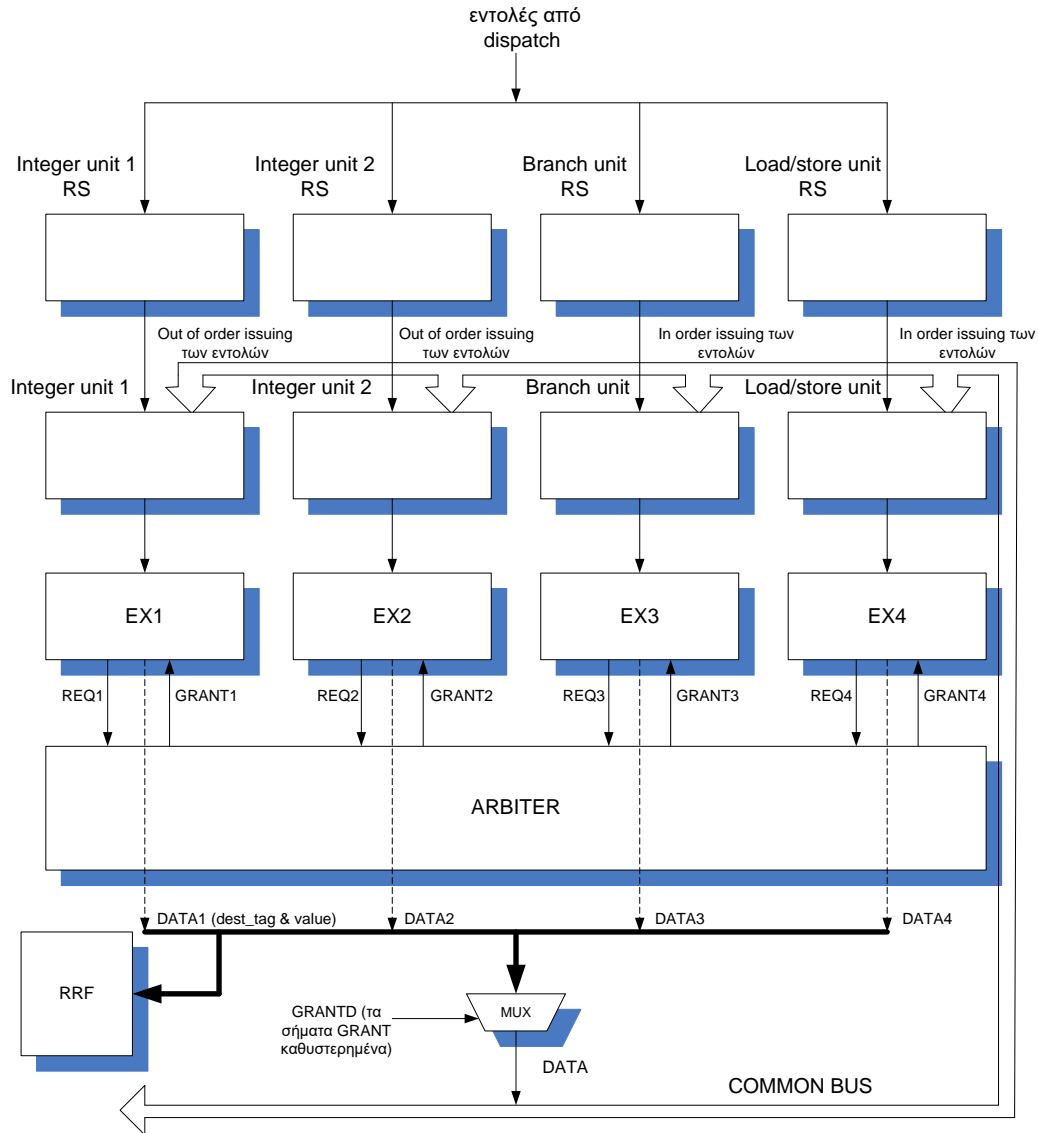 εντολές από
dispatch
Integer unit 1
RS
Integer unit 2
RS
Branch unit
RS
Load/store unit
RS
Out of order issuing
των εντολών
Out of order issuing
των εντολών
In order issuing των
εντολών
In order issuing των
εντολών
Integer unit 1
Integer unit 2
Branch unit
Load/store unit
EX1
EX2
EX3
EX4
REQ1
GRANT1
REQ2
GRANT2
REQ3
GRANT3
REQ4
GRANT4
ARBITER
DATA1 (dest_tag & value)
DATA2
DATA3
DATA4
RRF
GRANTD (τα
σήματα GRANT
καθυστερημένα)
MUX
DATA
COMMON BUS